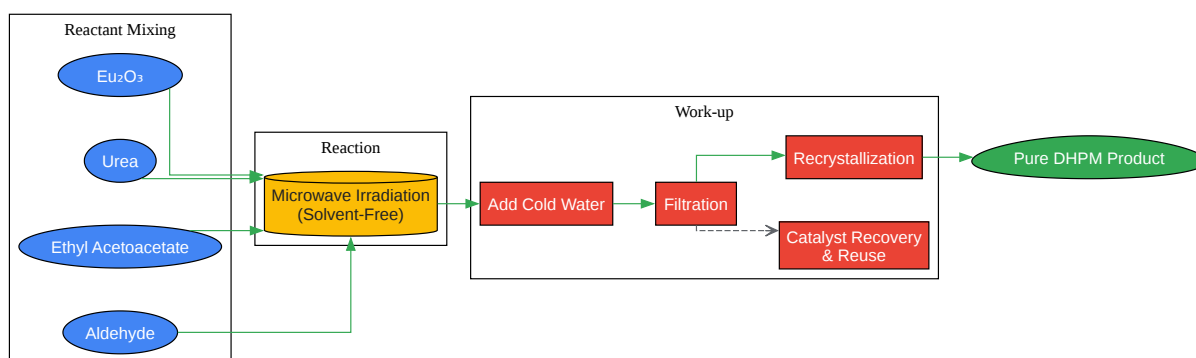 Reactant Mixing
Eu₂O₃
Urea
Ethyl Acetoacetate
Aldehyde
Reaction
Microwave Irradiation
(Solvent-Free)
Work-up
Add Cold Water
Filtration
Recrystallization
Catalyst Recovery
& Reuse
Pure DHPM Product